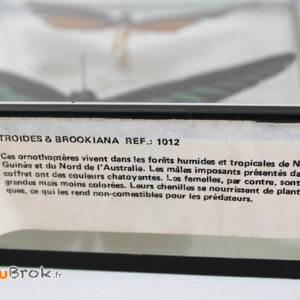 TROIDES & BROOKIANA REF.: 1012
Ces ornothoptères vivent dans les forêts humides et tropicales de N
Guinée et du Nord de l'Australie. Les mâles imposants présentés da
coffret ont des couleurs chatoyantes. Les femelles, par contre, sont
grandes mais moins colorées. Leurs chenilles se nourrissent de plant
ques, ce qui les rend non-comestibles pour les prédateurs.
uBrok.fr